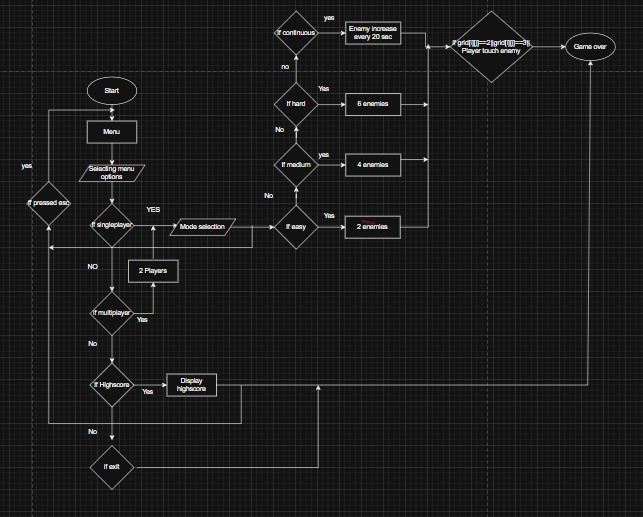 Start
Menu
Selecting menu
options
yes
If pressed esc
If singleplayer
YES
Mode selection
NO
2 Players
If multiplayer
Yes
No
If Highscore
Yes
Display
highscore
No
If exit
If easy
Yes
2 enemies
No
If medium
yes
4 enemies
No
If hard
Yes
6 enemies
no
If continuous
yes
Enemy increase
every 20 sec
Player touch enemy
Game over